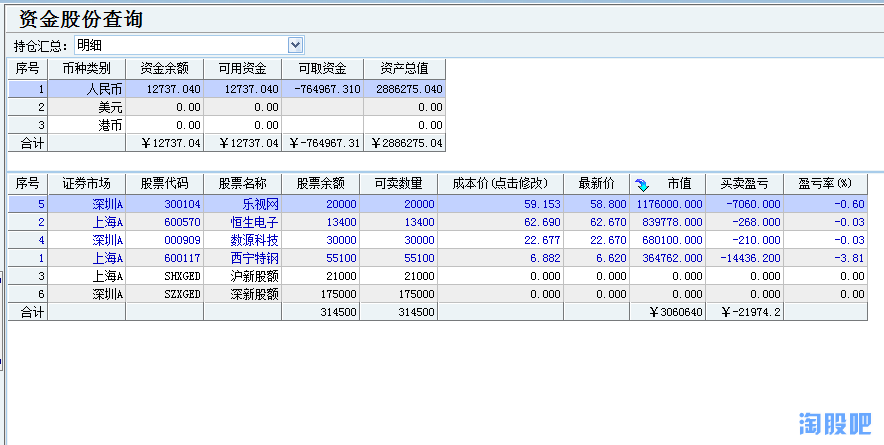 资金股份查询
持仓汇总: 明细
序号 币种类别 资金余额 可用资金 可取资金 资产总值
1 人民币 12737.040 12737.040 -764967.310 2886275.040
2 美元 0.00 0.00 0.00
3 港币 0.00 0.00 0.00
合计 ￥12737.04 ￥12737.04 ￥-764967.31 ￥2886275.04
序号 证券市场 股票代码 股票名称 股票余额 可卖数量 成本价(点击修改) 最新价 市值 买卖盈亏 盈亏率(%)
5 深圳A 300104 乐视网 20000 20000 59.153 58.800 1176000.000 -7060.000 -0.60
2 上海A 600570 恒生电子 13400 13400 62.690 62.670 839778.000 -268.000 -0.03
4 深圳A 000909 数源科技 30000 30000 22.677 22.670 680100.000 -210.000 -0.03
1 上海A 600117 西宁特钢 55100 55100 6.882 6.620 364762.000 -14436.200 -3.81
3 上海A SHXGED 沪新股额 21000 21000 0.000 0.000 0.000 0.000 0.00
6 深圳A SZXGED 深新股额 175000 175000 0.000 0.000 0.000 0.000 0.00
合计 314500 314500 ￥3060640 ￥-21974.2
淘股吧